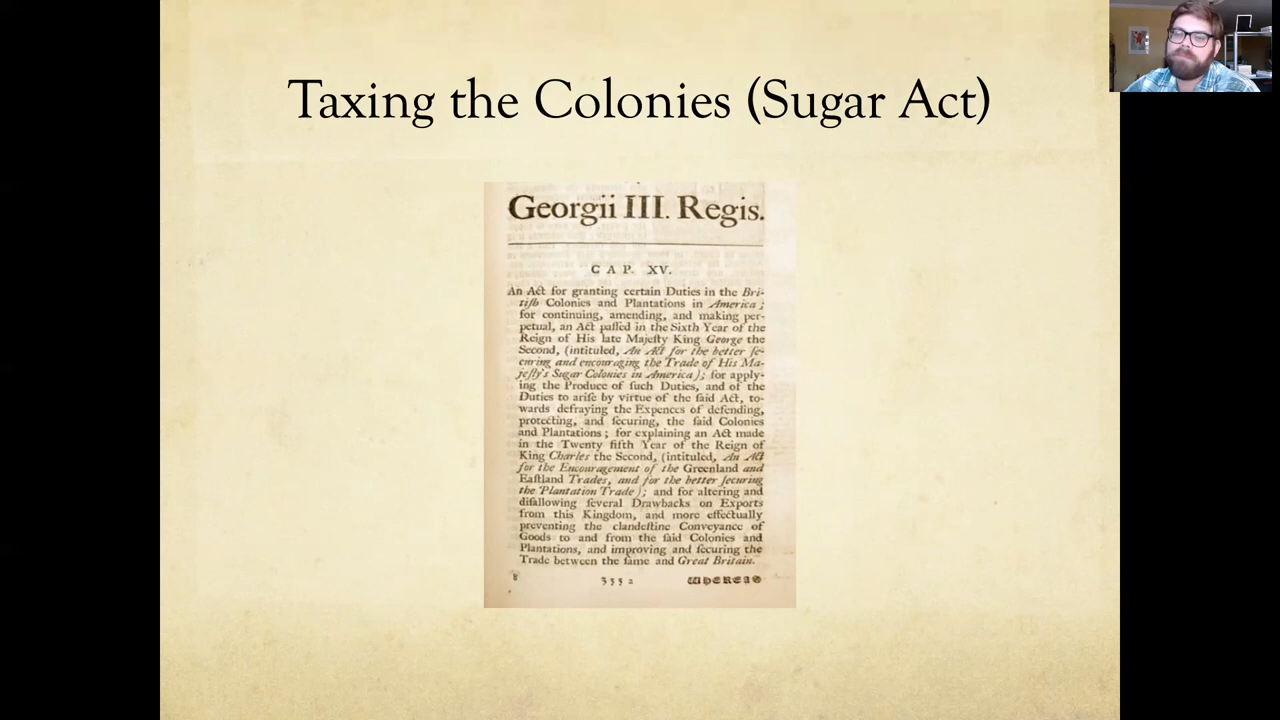 Taxing the Colonies (Sugar Act)
Georgii III. Regis.
CAP. XV.
An Act for granting certain Duties in the Bri-
tiſh Colonies and Plantations in America;
for continuing, amending, and making per-
petual, an Act paſſed in the Sixth Year of the
Reign of His late Majeſty King George the
Second, (intituled, An Act for the better ſe-
curing and encouraging the Trade of His Ma-
jeſty's Sugar Colonies in America); for apply-
ing the Produce of ſuch Duties, and of the
Duties to ariſe by virtue of the ſaid Act, to-
wards defraying the Expences of defending,
protecting, and ſecuring, the ſaid Colonies
and Plantations; for explaining an Act made
in the Twenty fifth Year of the Reign of
King Charles the Second, (intituled, An Act
for the Encouragement of the Greenland and
Eaſtland Trades, and for the better ſecuring
the Plantation Trade); and for altering and
diſallowing ſeveral Drawbacks on Exports
from this Kingdom, and more effectually
preventing the clandeſtine Conveyance of
Goods to and from the ſaid Colonies and
Plantations, and improving and ſecuring the
Trade between the ſame and Great Britain.
WHEREAS